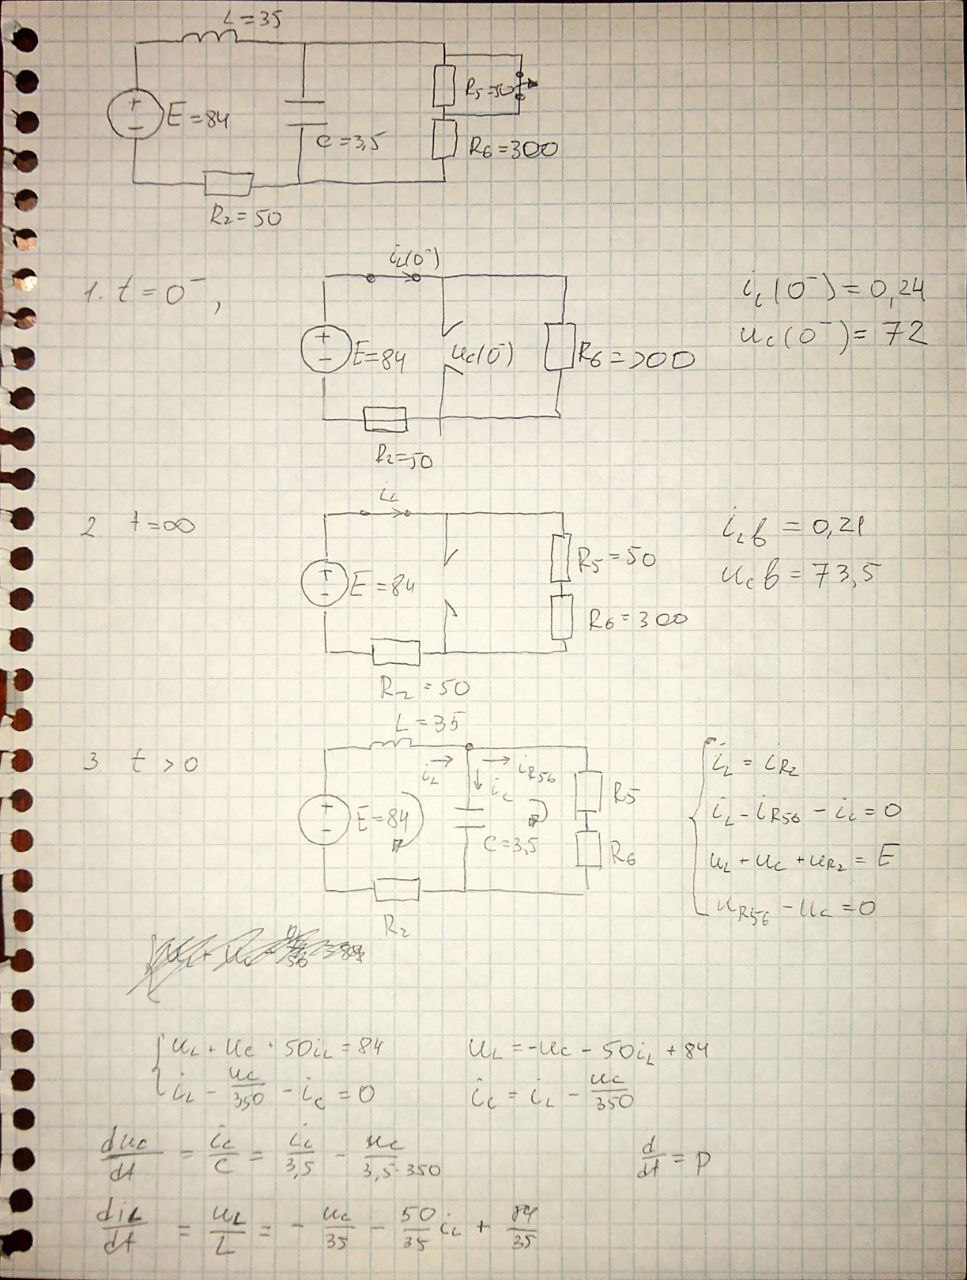 L=35
E=84
C=3,5
R5=50
R6=300
R2=50
1. t=0⁻,
iL(0⁻)
E=84
uc(0⁻)
R6=300
R2=50
iL(0⁻)=0,24
uc(0⁻)=72
2 t=∞
iL
E=84
R5=50
R6=300
R2=50
iLв=0,21
ucв=73,5
3. t>0
L=35
iL
iR56
ic
E=84
C=3,5
R5
R6
R2
iL=iR2
iL-iR56-ic=0
uL+uc+uR2=E
uR56-uc=0
uL+uc+50iL=84 uL=-uc-50iL+84
iL-uc/350-ic=0 ic=iL-uc/350
duc/dt=ic/C=iL/3,5-uc/3,5·350 d/dt=p
diL/dt=uL/L=-uc/35-50/35iL+84/35